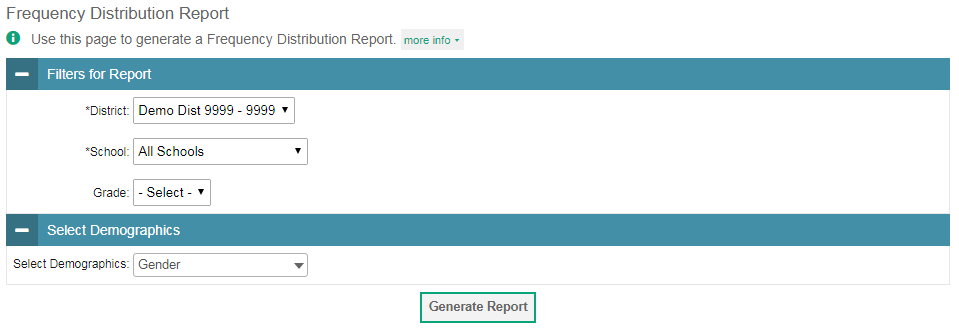 Frequency Distribution Report
Use this page to generate a Frequency Distribution Report. more info
Filters for Report
*District: Demo Dist 9999 - 9999
*School: All Schools
Grade: - Select -
Select Demographics
Select Demographics: Gender
Generate Report